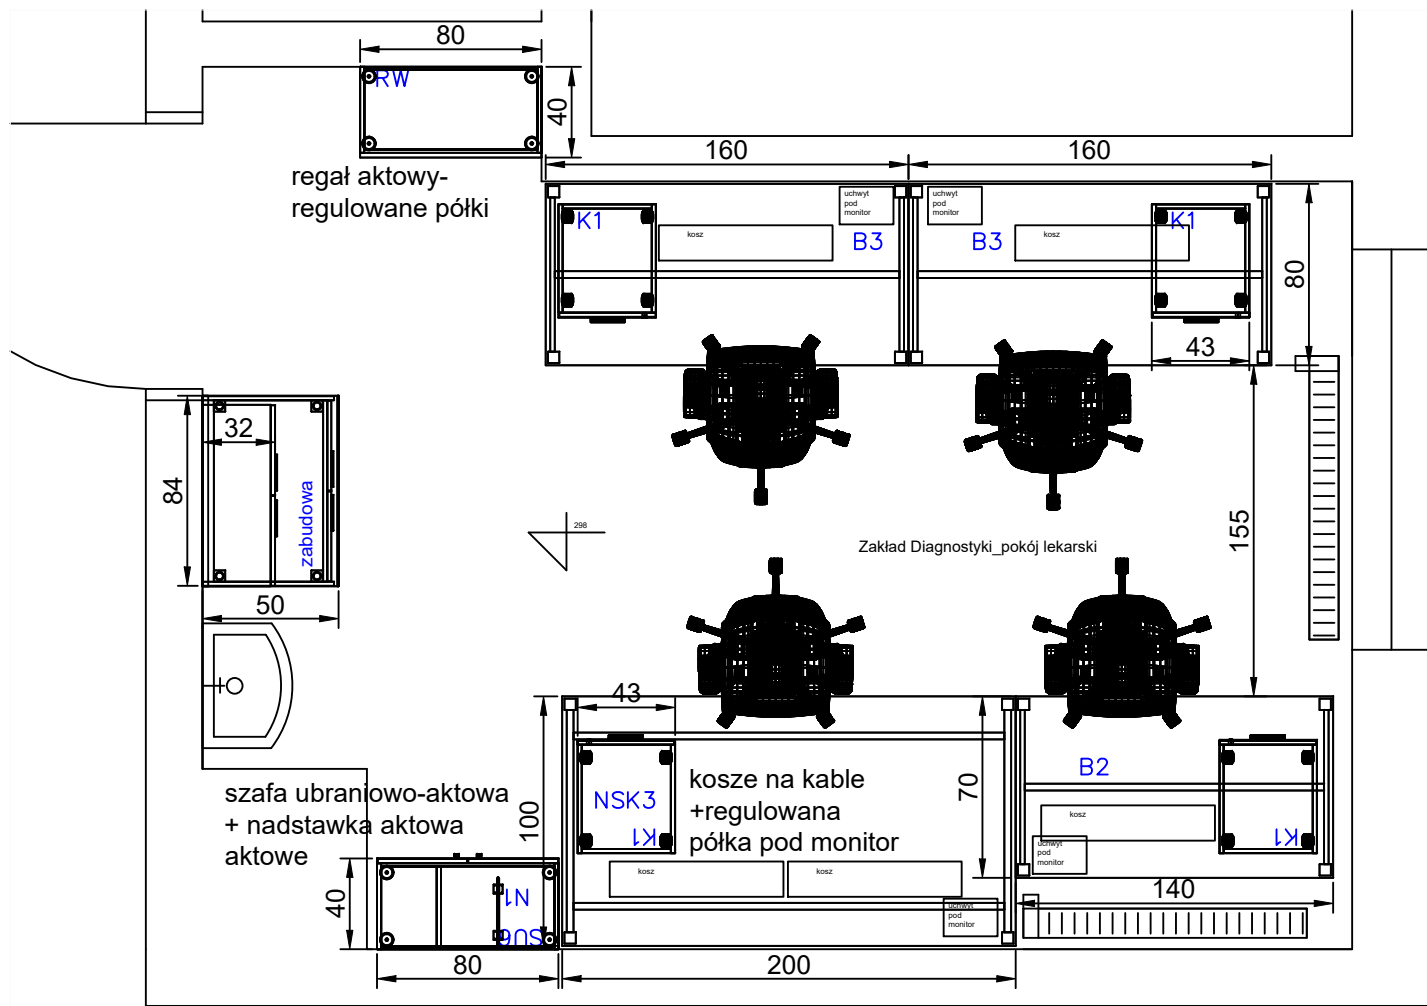 80
RW
40
regał aktowy-
regulowane półki
160
160
uchwyt
pod
monitor
uchwyt
pod
monitor
K1
kosz
B3
B3
kosz
K1
80
43
32
84
zabudowa
50
298
Zakład Diagnostyki_pokój lekarski
155
43
szafa ubraniowo-aktowa
+ nadstawka aktowa
aktowe
100
NSK3
K1
kosze na kable
+regulowana
półka pod monitor
70
B2
kosz
K1
uchwyt
pod
monitor
kosz
kosz
140
40
N1
SU6
uchwyt
pod
monitor
80
200